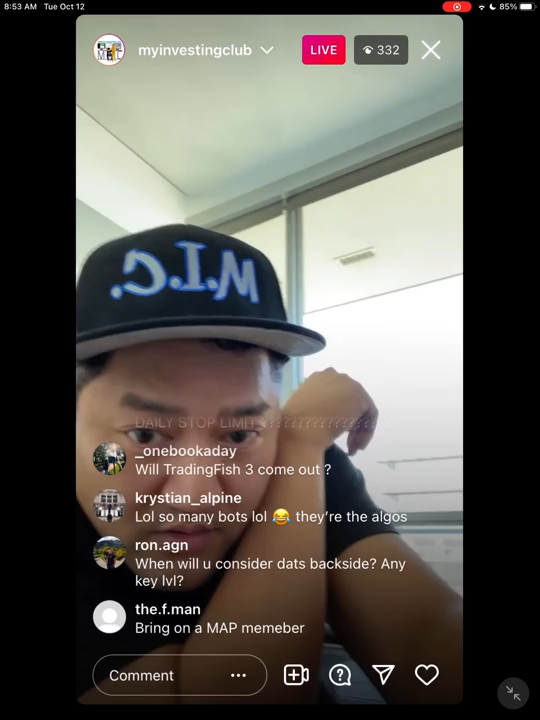 8:53 AM Tue Oct 12
85%
myinvestingclub
LIVE
332
M.I.C.
DAILY STOP LIMIT ????????????????
_onebookaday
Will TradingFish 3 come out ?
krystian_alpine
Lol so many bots lol 😂 they’re the algos
ron.agn
When will u consider dats backside? Any
key lvl?
the.f.man
Bring on a MAP memeber
Comment